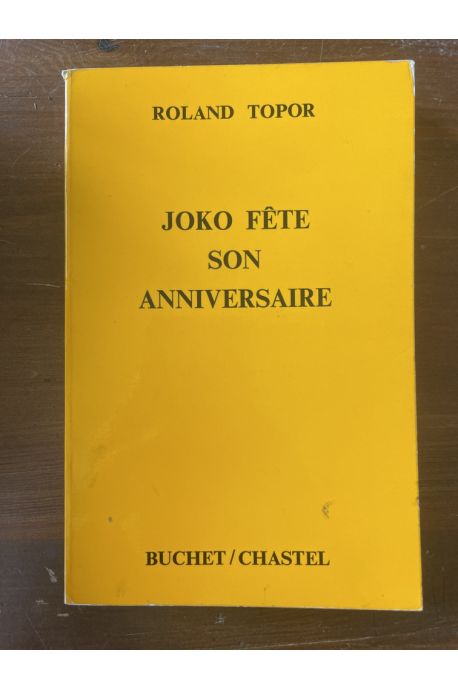 ROLAND TOPOR
JOKO FÊTE
SON
ANNIVERSAIRE
BUCHET/CHASTEL